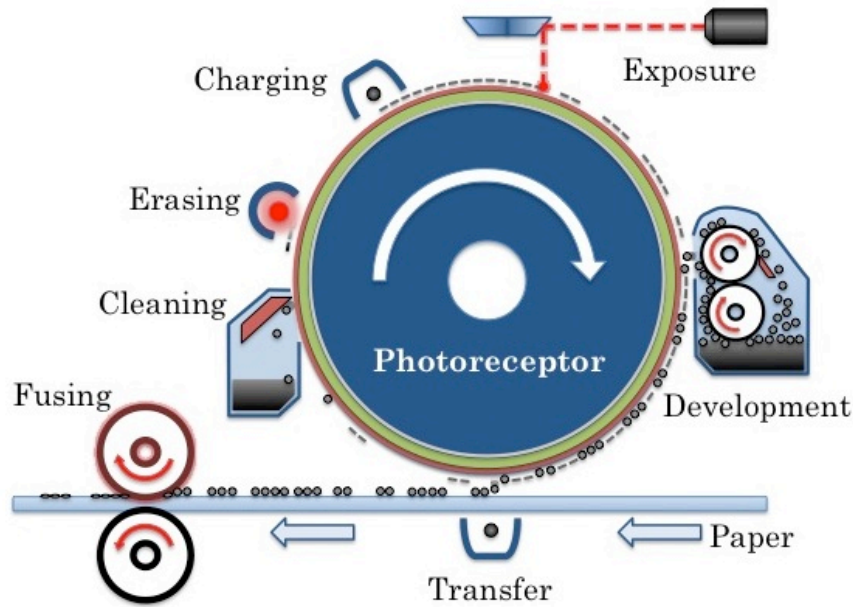 Charging
Exposure
Erasing
Cleaning
Photoreceptor
Fusing
Development
Paper
Transfer